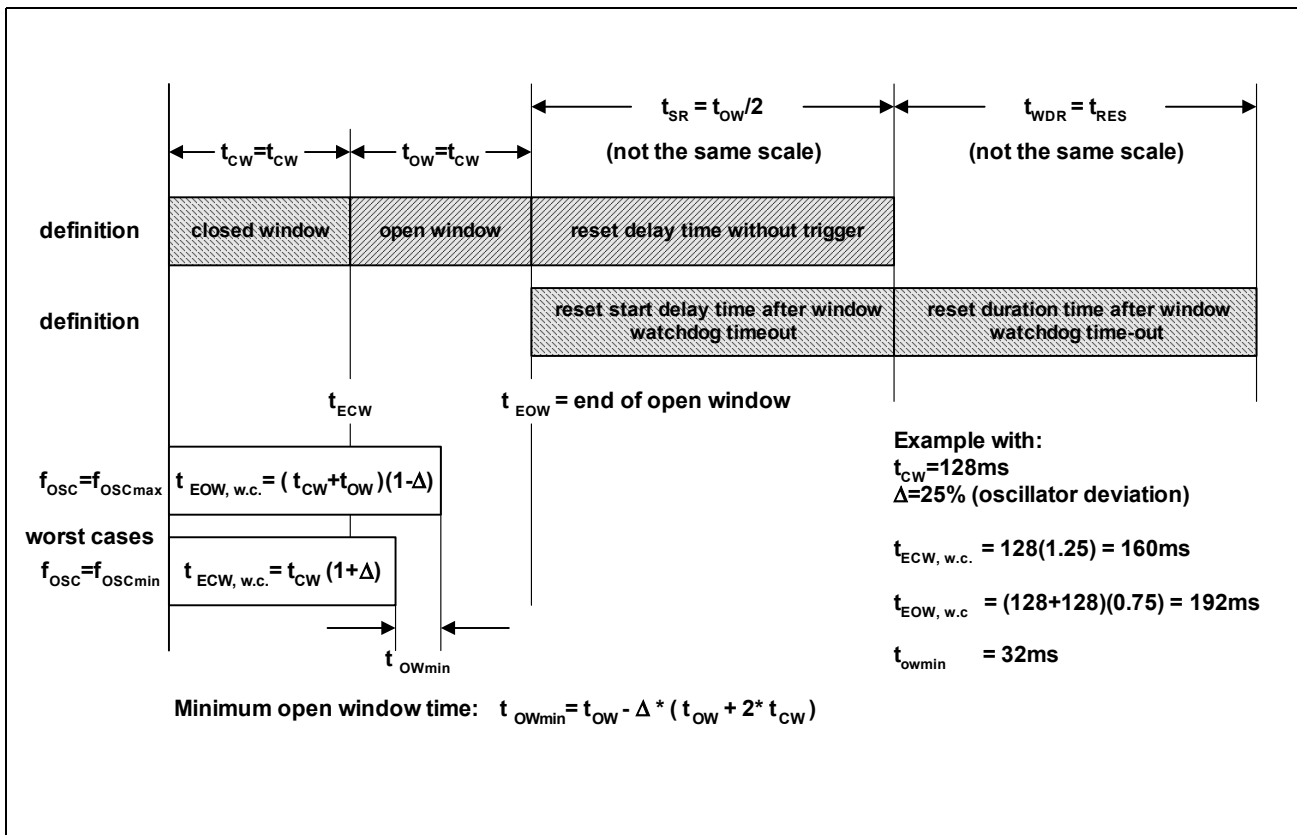 t_SR = t_OW/2
(not the same scale)
t_WDR = t_RES
(not the same scale)
t_CW=t_CW
t_OW=t_CW
definition
closed window
open window
reset delay time without trigger
definition
reset start delay time after window
watchdog timeout
reset duration time after window
watchdog time-out
t_ECW
t_EOW = end of open window
f_OSC=f_OSCmax
t_EOW, w.c. = ( t_CW+t_OW)(1-Δ)
worst cases
f_OSC=f_OSCmin
t_ECW, w.c. = t_CW (1+Δ)
t_OWmin
Example with:
t_CW=128ms
Δ=25% (oscillator deviation)
t_ECW, w.c. = 128(1.25) = 160ms
t_EOW, w.c = (128+128)(0.75) = 192ms
t_owmin = 32ms
Minimum open window time: t_OWmin= t_OW - Δ * ( t_OW + 2* t_CW )